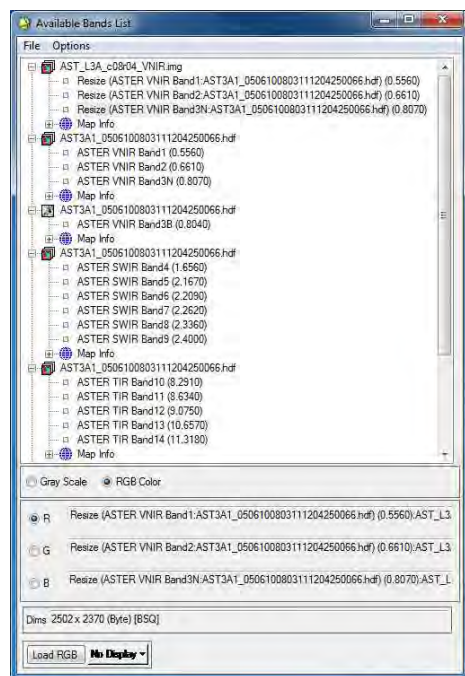 Available Bands List
File Options
AST_L3A_c08r04_VNIR.img
Resize (ASTER VNIR Band1:AST3A1_0506100803111204250066.hdf) (0.5560)
Resize (ASTER VNIR Band2:AST3A1_0506100803111204250066.hdf) (0.6610)
Resize (ASTER VNIR Band3N:AST3A1_0506100803111204250066.hdf) (0.8070)
Map Info
AST3A1_0506100803111204250066.hdf
ASTER VNIR Band1 (0.5560)
ASTER VNIR Band2 (0.6610)
ASTER VNIR Band3N (0.8070)
Map Info
AST3A1_0506100803111204250066.hdf
ASTER VNIR Band3B (0.8040)
Map Info
AST3A1_0506100803111204250066.hdf
ASTER SWIR Band4 (1.6560)
ASTER SWIR Band5 (2.1670)
ASTER SWIR Band6 (2.2090)
ASTER SWIR Band7 (2.2620)
ASTER SWIR Band8 (2.3360)
ASTER SWIR Band9 (2.4000)
Map Info
AST3A1_0506100803111204250066.hdf
ASTER TIR Band10 (8.2910)
ASTER TIR Band11 (8.6340)
ASTER TIR Band12 (9.0750)
ASTER TIR Band13 (10.6570)
ASTER TIR Band14 (11.3180)
Map Info
Gray Scale RGB Color
R Resize (ASTER VNIR Band1:AST3A1_0506100803111204250066.hdf) (0.5560):AST_L3
G Resize (ASTER VNIR Band2:AST3A1_0506100803111204250066.hdf) (0.6610):AST_L3
B Resize (ASTER VNIR Band3N:AST3A1_0506100803111204250066.hdf) (0.8070):AST_L
Dims 2502 x 2370 (Byte) [BSQ]
Load RGB No Display